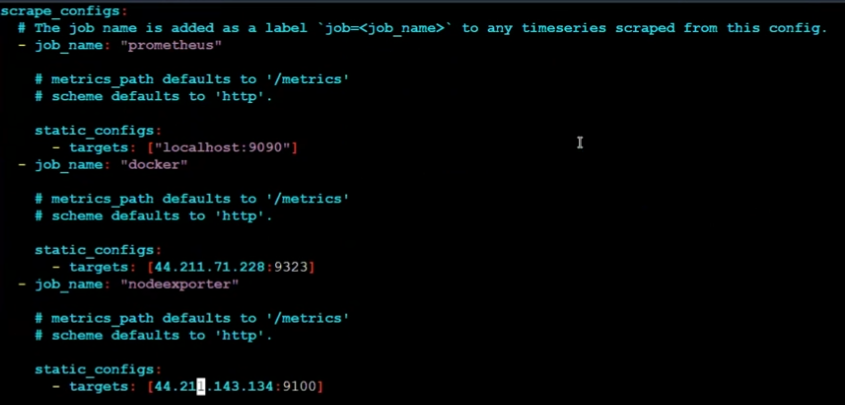 scrape_configs:
  # The job name is added as a label `job=<job_name>` to any timeseries scraped from this config.
  - job_name: "prometheus"

    # metrics_path defaults to '/metrics'
    # scheme defaults to 'http'.

    static_configs:
      - targets: ["localhost:9090"]
  - job_name: "docker"

    # metrics_path defaults to '/metrics'
    # scheme defaults to 'http'.

    static_configs:
      - targets: [44.211.71.228:9323]
  - job_name: "nodeexporter"

    # metrics_path defaults to '/metrics'
    # scheme defaults to 'http'.

    static_configs:
      - targets: [44.211.143.134:9100]